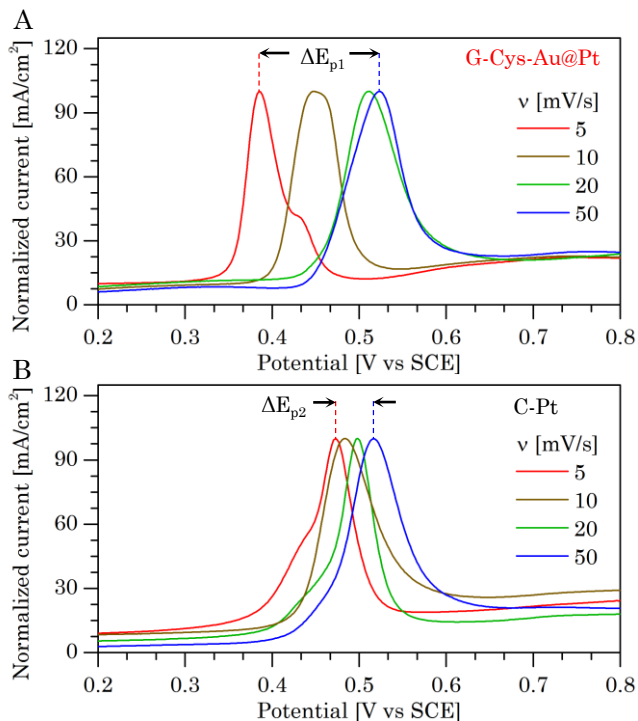 A
120
90
60
30
0
Normalized current [mA/cm²]
ΔEp1
G-Cys-Au@Pt
ν [mV/s]
5
10
20
50
0.2 0.3 0.4 0.5 0.6 0.7 0.8
Potential [V vs SCE]
B
120
90
60
30
0
Normalized current [mA/cm²]
ΔEp2
C-Pt
ν [mV/s]
5
10
20
50
0.2 0.3 0.4 0.5 0.6 0.7 0.8
Potential [V vs SCE]